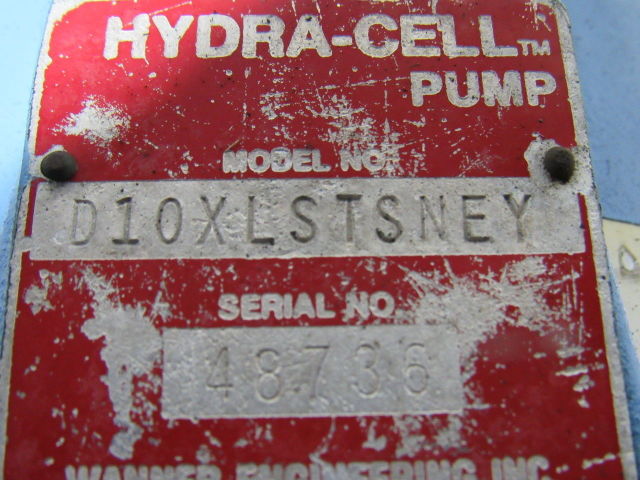 HYDRA-CELL™
PUMP
MODEL NO.
D10XLSTSNEY
SERIAL NO.
48736
WANNER ENGINEERING INC